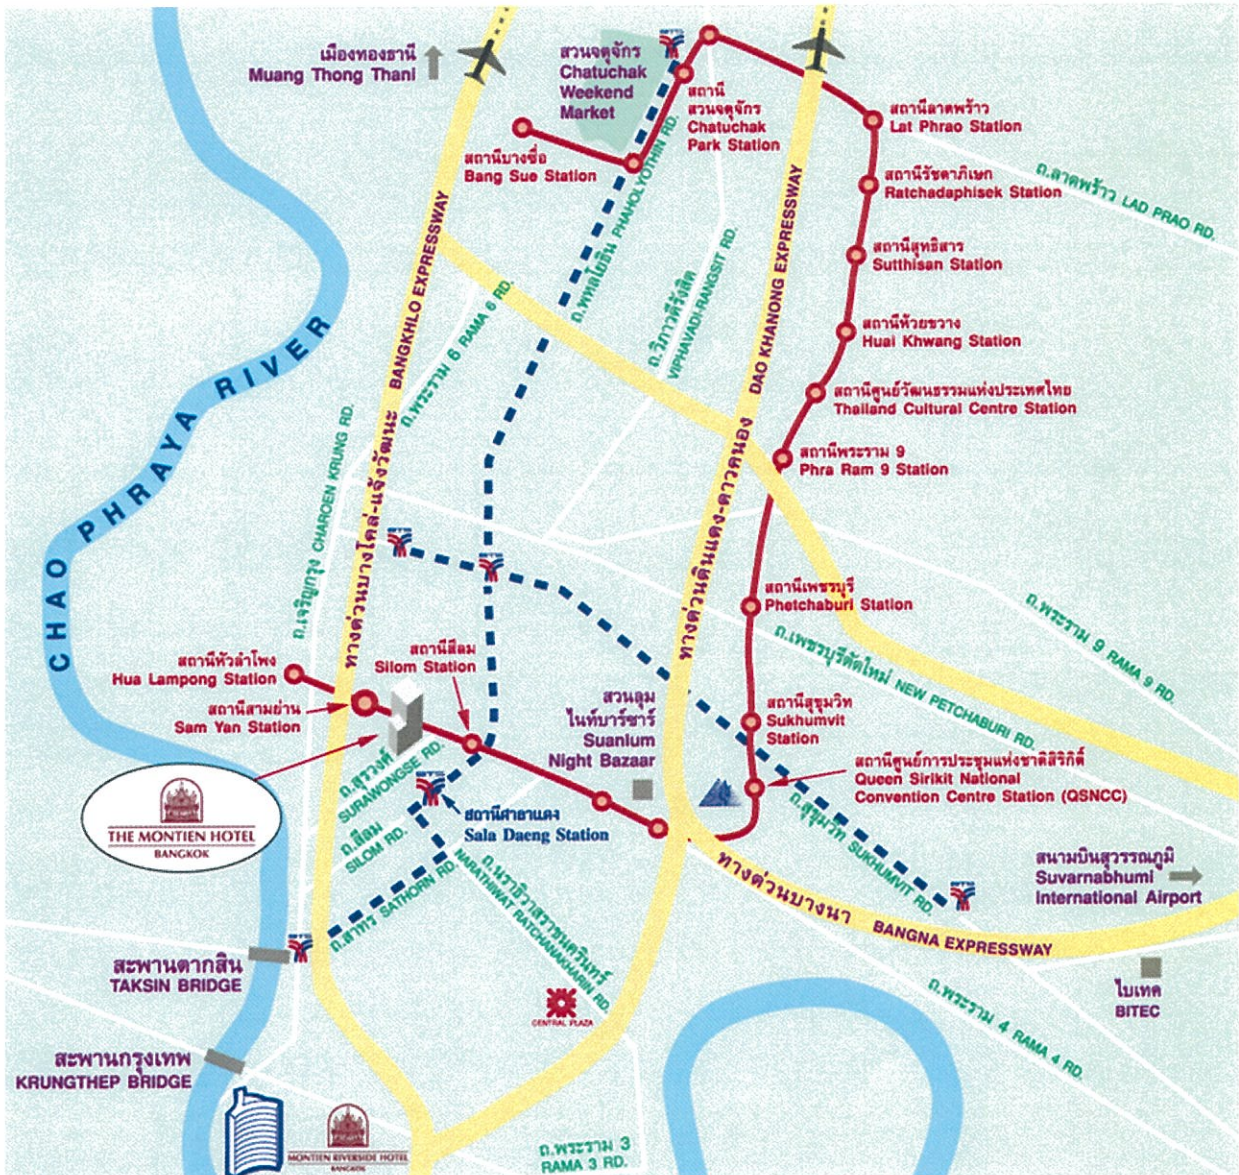 เมืองทองธานี
Muang Thong Thani
สวนจตุจักร
Chatuchak
Weekend
Market
BTS
สถานี
สวนจตุจักร
Chatuchak
Park Station
สถานีลาดพร้าว
Lat Phrao Station
สถานีบางซื่อ
Bang Sue Station
ถ.ลาดพร้าว LAD PRAO RD.
สถานีรัชดาภิเษก
Ratchadaphisek Station
สถานีสุทธิสาร
Sutthisan Station
ถ.พหลโยธิน PHAHOLYOTHIN RD.
ถ.วิภาวดีรังสิต
VIPHAVADI-RANGSIT RD.
สถานีห้วยขวาง
Huai Khwang Station
ถ.พระราม 6 RAMA 6 RD.
สถานีศูนย์วัฒนธรรมแห่งประเทศไทย
Thailand Cultural Centre Station
สถานีพระราม 9
Phra Ram 9 Station
CHAO PHRAYA RIVER
ถ.เจริญกรุง CHAROEN KRUNG RD.
ทางด่วนบางโคล่-แจ้งวัฒนะ BANGKHLO EXPRESSWAY
ทางด่วนดินแดง-ดาวคนอง DAO KHANONG EXPRESSWAY
BTS
BTS
สถานีเพชรบุรี
Phetchaburi Station
ถ.พระราม 9 RAMA 9 RD.
ถ.เพชรบุรีตัดใหม่ NEW PETCHABURI RD.
สถานีหัวลำโพง
Hua Lampong Station
สถานีสามย่าน
Sam Yan Station
สถานีสีลม
Silom Station
สวนลุม
ไนท์บาร์ซาร์
Suanlum
Night Bazaar
สถานีสุขุมวิท
Sukhumvit
Station
สถานีศูนย์การประชุมแห่งชาติสิริกิติ์
Queen Sirikit National
Convention Centre Station (QSNCC)
THE MONTIEN HOTEL
BANGKOK
ถ.สุรวงศ์
SURAWONGSE RD.
ถ.สีลม
SILOM RD.
BTS
สถานีศาลาแดง
Sala Daeng Station
ถ.สุขุมวิท SUKHUMVIT RD.
BTS
ถ.สาทร SATHORN RD.
ถ.นราธิวาสราชนครินทร์
NARATHIWAT RATCHANAKHARIN RD.
ทางด่วนบางนา BANGNA EXPRESSWAY
สนามบินสุวรรณภูมิ
Suvarnabhumi
International Airport
BTS
สะพานตากสิน
TAKSIN BRIDGE
CENTRAL PLAZA
ไบเทค
BITEC
ถ.พระราม 4 RAMA 4 RD.
สะพานกรุงเทพ
KRUNGTHEP BRIDGE
MONTIEN RIVERSIDE HOTEL
BANGKOK
ถ.พระราม 3
RAMA 3 RD.